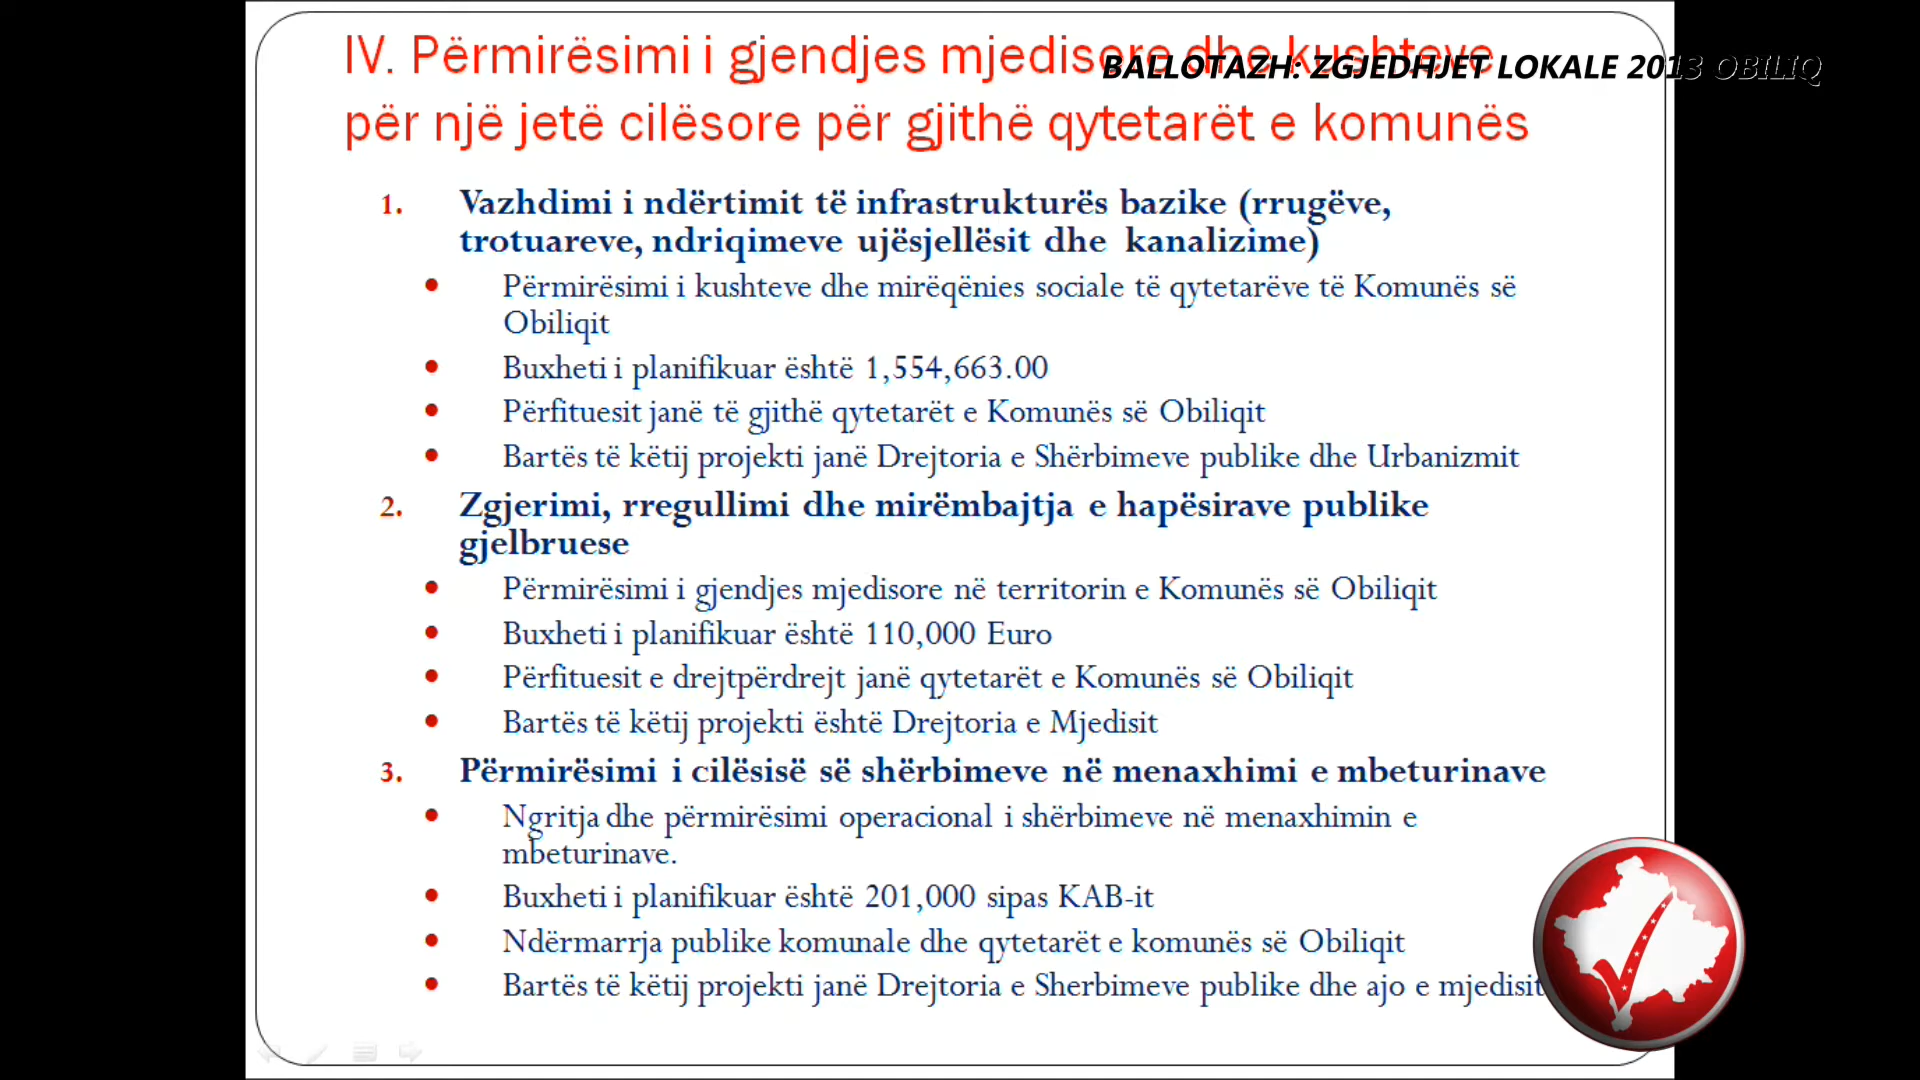 IV. Përmirësimi i gjendjes mjedisore dhe kushteve
BALLOTAZH: ZGJEDHJET LOKALE 2013 OBILIQ
për një jetë cilësore për gjithë qytetarët e komunës
1. Vazhdimi i ndërtimit të infrastrukturës bazike (rrugëve,
trotuareve, ndriqimeve ujësjellësit dhe kanalizime)
• Përmirësimi i kushteve dhe mirëqënies sociale të qytetarëve të Komunës së
Obiliqit
• Buxheti i planifikuar është 1,554,663.00
• Përfituesit janë të gjithë qytetarët e Komunës së Obiliqit
• Bartës të këtij projekti janë Drejtoria e Shërbimeve publike dhe Urbanizmit
2. Zgjerimi, rregullimi dhe mirëmbajtja e hapësirave publike
gjelbruese
• Përmirësimi i gjendjes mjedisore në territorin e Komunës së Obiliqit
• Buxheti i planifikuar është 110,000 Euro
• Përfituesit e drejtpërdrejt janë qytetarët e Komunës së Obiliqit
• Bartës të këtij projekti është Drejtoria e Mjedisit
3. Përmirësimi i cilësisë së shërbimeve në menaxhimi e mbeturinave
• Ngritja dhe përmirësimi operacional i shërbimeve në menaxhimin e
mbeturinave.
• Buxheti i planifikuar është 201,000 sipas KAB-it
• Ndërmarrja publike komunale dhe qytetarët e komunës së Obiliqit
• Bartës të këtij projekti janë Drejtoria e Sherbimeve publike dhe ajo e mjedisit